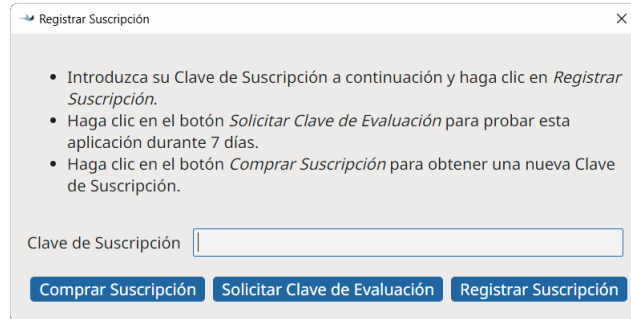 Registrar Suscripción
• Introduzca su Clave de Suscripción a continuación y haga clic en Registrar
Suscripción.
• Haga clic en el botón Solicitar Clave de Evaluación para probar esta
aplicación durante 7 días.
• Haga clic en el botón Comprar Suscripción para obtener una nueva Clave
de Suscripción.
Clave de Suscripción
Comprar Suscripción Solicitar Clave de Evaluación Registrar Suscripción